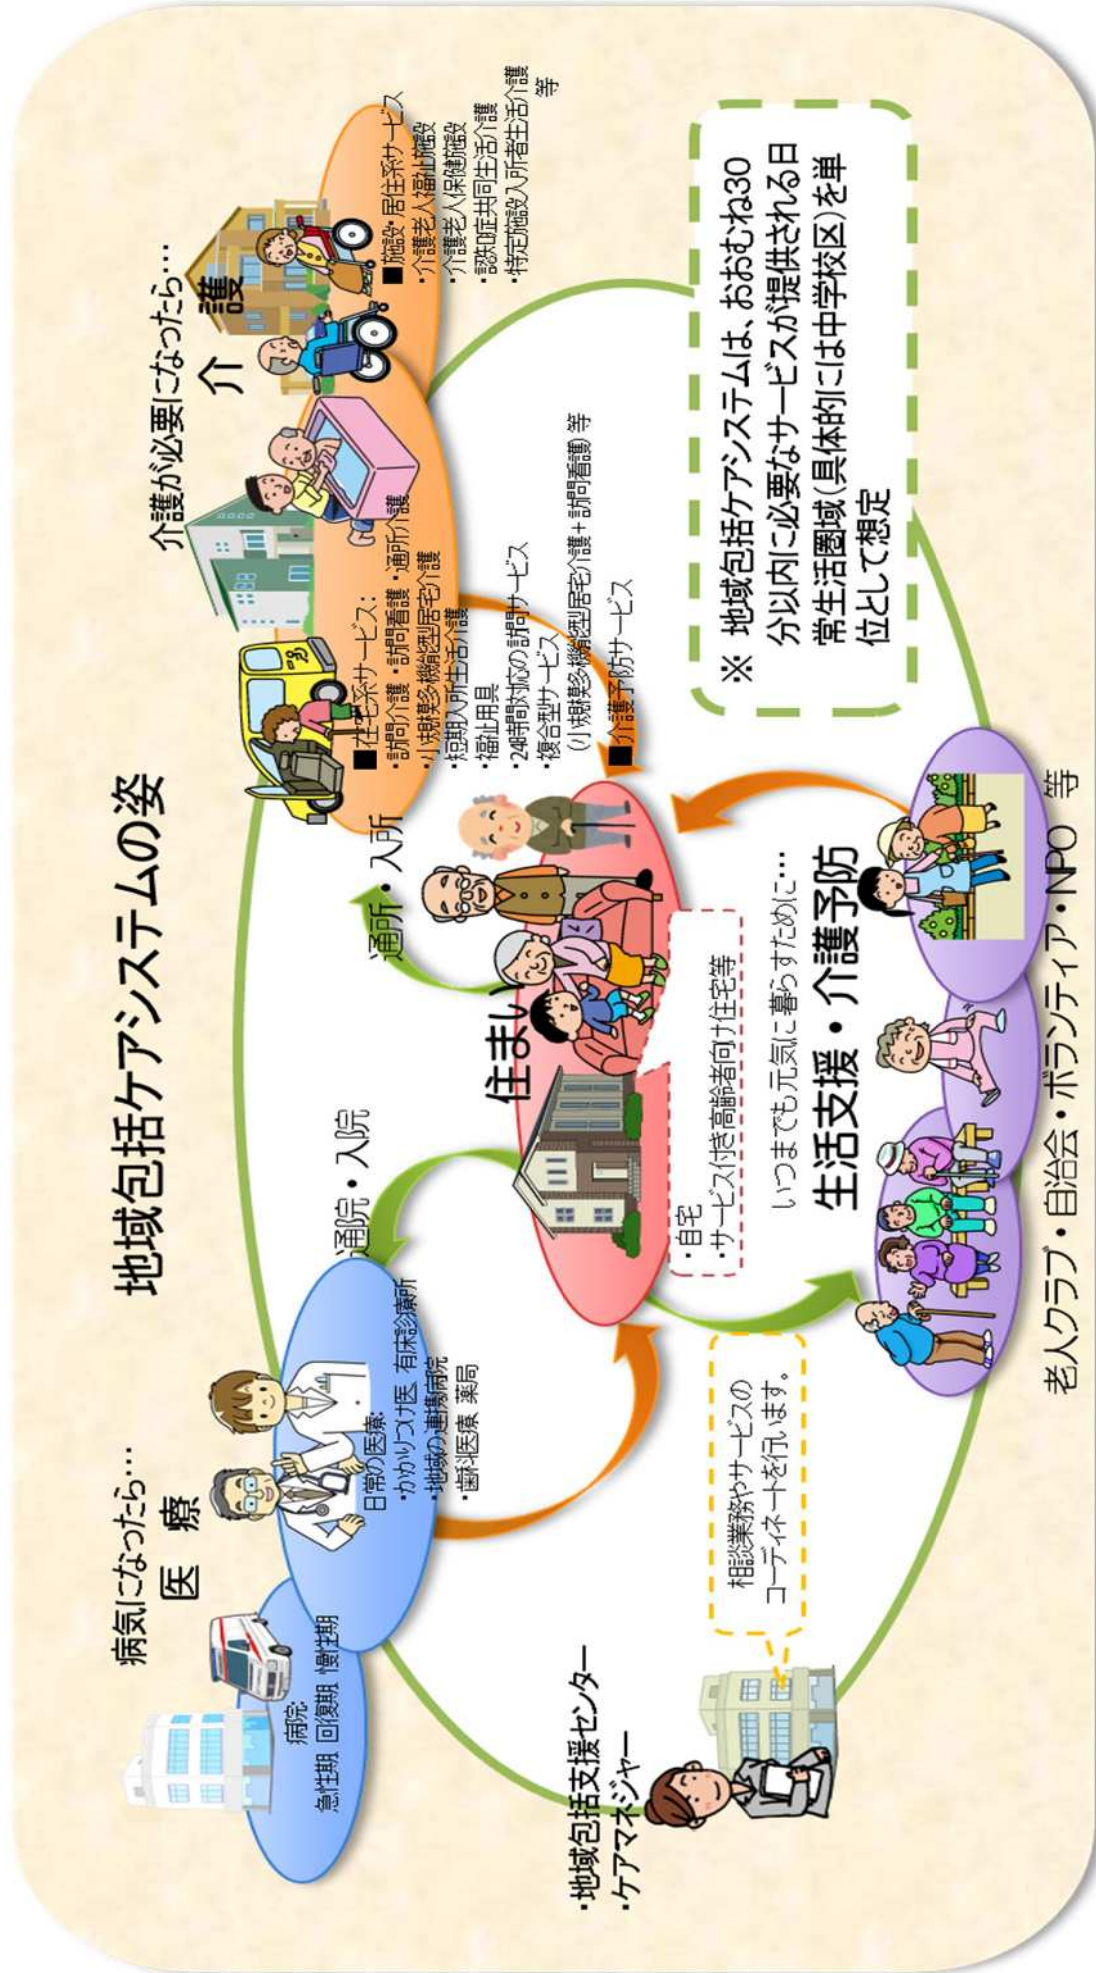 地域包括ケアシステムの姿
病気になったら…
医 療
病院:
急性期 回復期 慢性期
日常の医療:
・かかりつけ医 有床診療所
・地域の連携病院
・歯科医療 薬局
通院・入院
通所・入所
介護が必要になったら…
介 護
■在宅系サービス:
・訪問介護 ・訪問看護 ・通所介護
・小規模多機能型居宅介護
・短期入所生活介護
・福祉用具
・24時間対応の訪問サービス
・複合型サービス
(小規模多機能型居宅介護+訪問看護)等
■介護予防サービス
■施設・居住系サービス
・介護老人福祉施設
・介護老人保健施設
・認知症共同生活介護
・特定施設入所者生活介護
等
住まい
・自宅
・サービス付き高齢者向け住宅等
・地域包括支援センター
・ケアマネジャー
相談業務やサービスの
コーディネートを行います。
いつまでも元気に暮らすために…
生活支援・介護予防
老人クラブ・自治会・ボランティア・NPO 等
※ 地域包括ケアシステムは、おおむね30
分以内に必要なサービスが提供される日
常生活圏域(具体的には中学校区)を単
位として想定